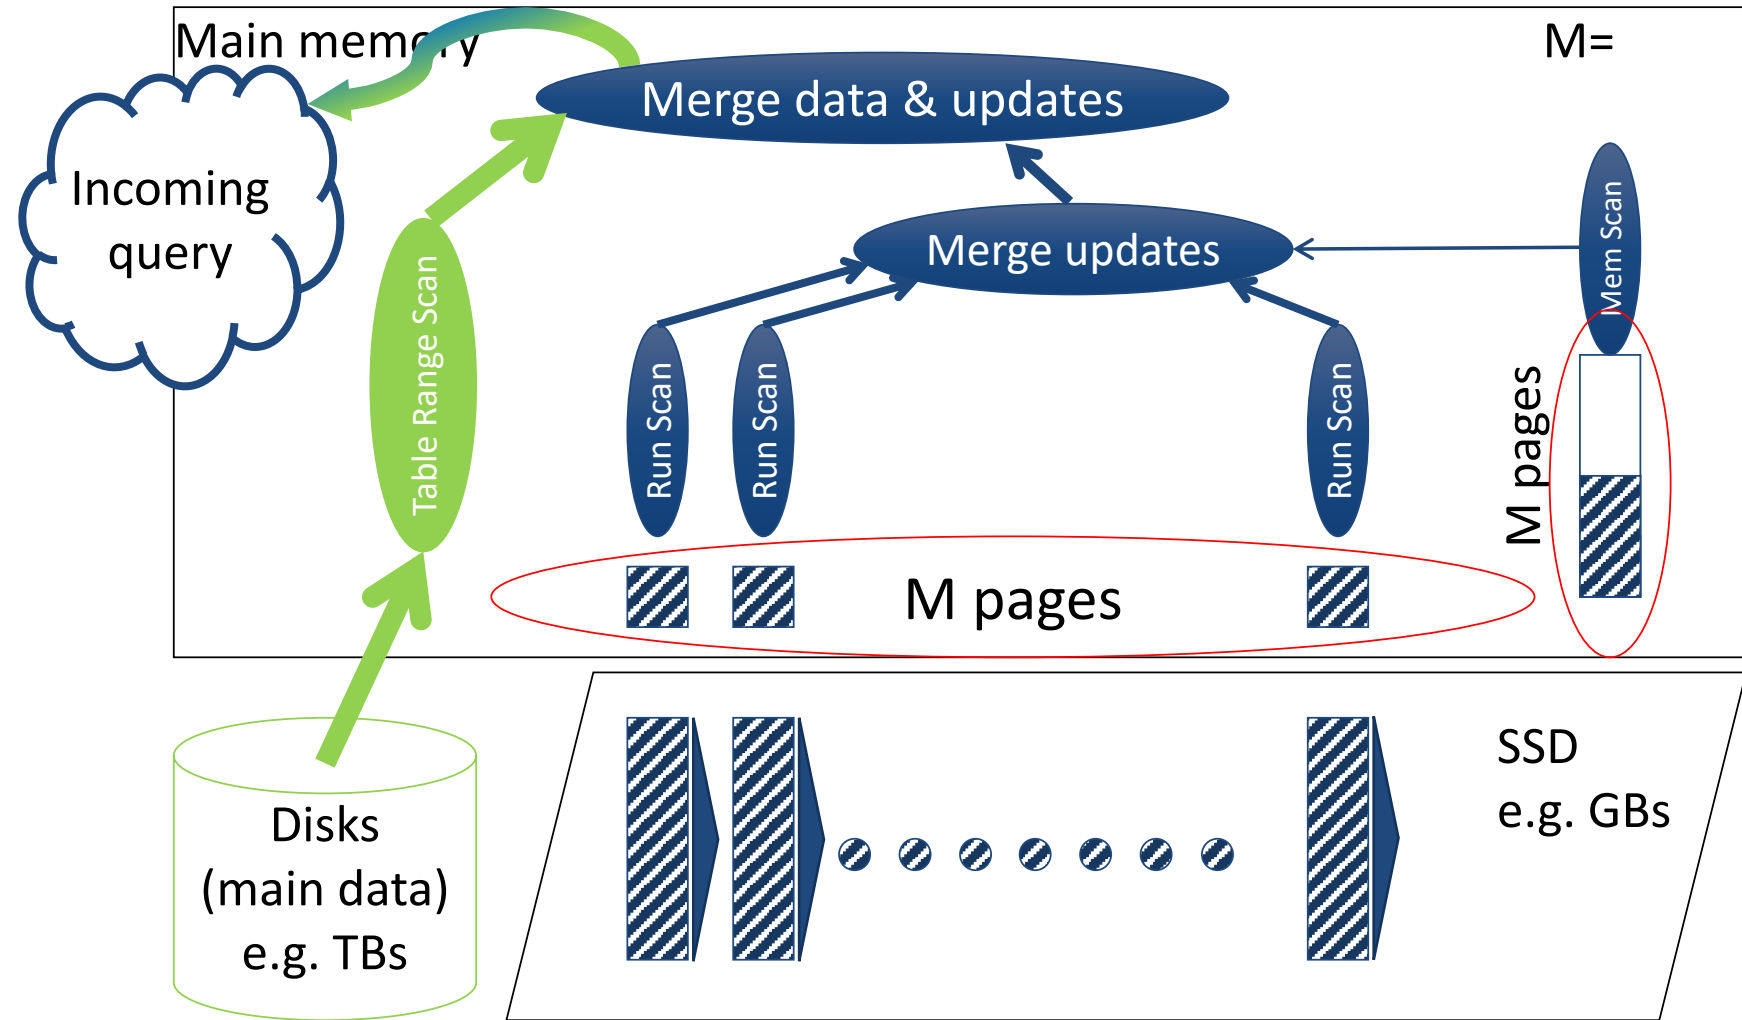 Main memory
M=
Merge data & updates
Incoming
query
Merge updates
Mem Scan
Table Range Scan
Run Scan
Run Scan
Run Scan
M pages
M pages
SSD
e.g. GBs
Disks
(main data)
e.g. TBs